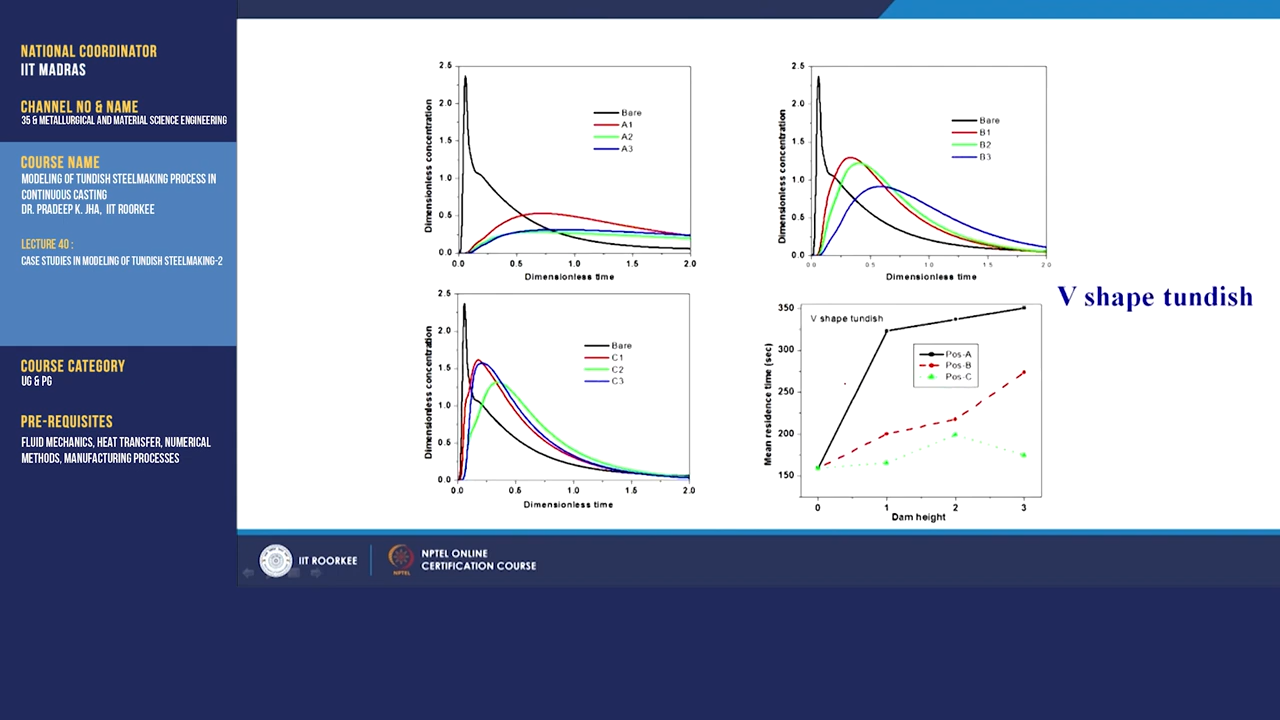 NATIONAL COORDINATOR
IIT MADRAS
CHANNEL NO & NAME
35 & METALLURGICAL AND MATERIAL SCIENCE ENGINEERING
COURSE NAME
MODELING OF TUNDISH STEELMAKING PROCESS IN
CONTINUOUS CASTING
DR. PRADEEP K. JHA, IIT ROORKEE
LECTURE 40 :
CASE STUDIES IN MODELING OF TUNDISH STEELMAKING-2
COURSE CATEGORY
UG & PG
PRE-REQUISITES
FLUID MECHANICS, HEAT TRANSFER, NUMERICAL
METHODS, MANUFACTURING PROCESSES
2.5
2.0
1.5
1.0
0.5
0.0
Dimensionless concentration
Bare
A1
A2
A3
0.0 0.5 1.0 1.5 2.0
Dimensionless time
2.5
2.0
1.5
1.0
0.5
0.0
Dimensionless concentration
Bare
B1
B2
B3
0.0 0.5 1.0 1.5 2.0
Dimensionless time
2.5
2.0
1.5
1.0
0.5
0.0
Dimensionless concentration
Bare
C1
C2
C3
0.0 0.5 1.0 1.5 2.0
Dimensionless time
V shape tundish
350
300
250
200
150
Mean residence time (sec)
V shape tundish
Pos-A
Pos-B
Pos-C
0 1 2 3
Dam height
IIT ROORKEE
NPTEL
NPTEL ONLINE
CERTIFICATION COURSE